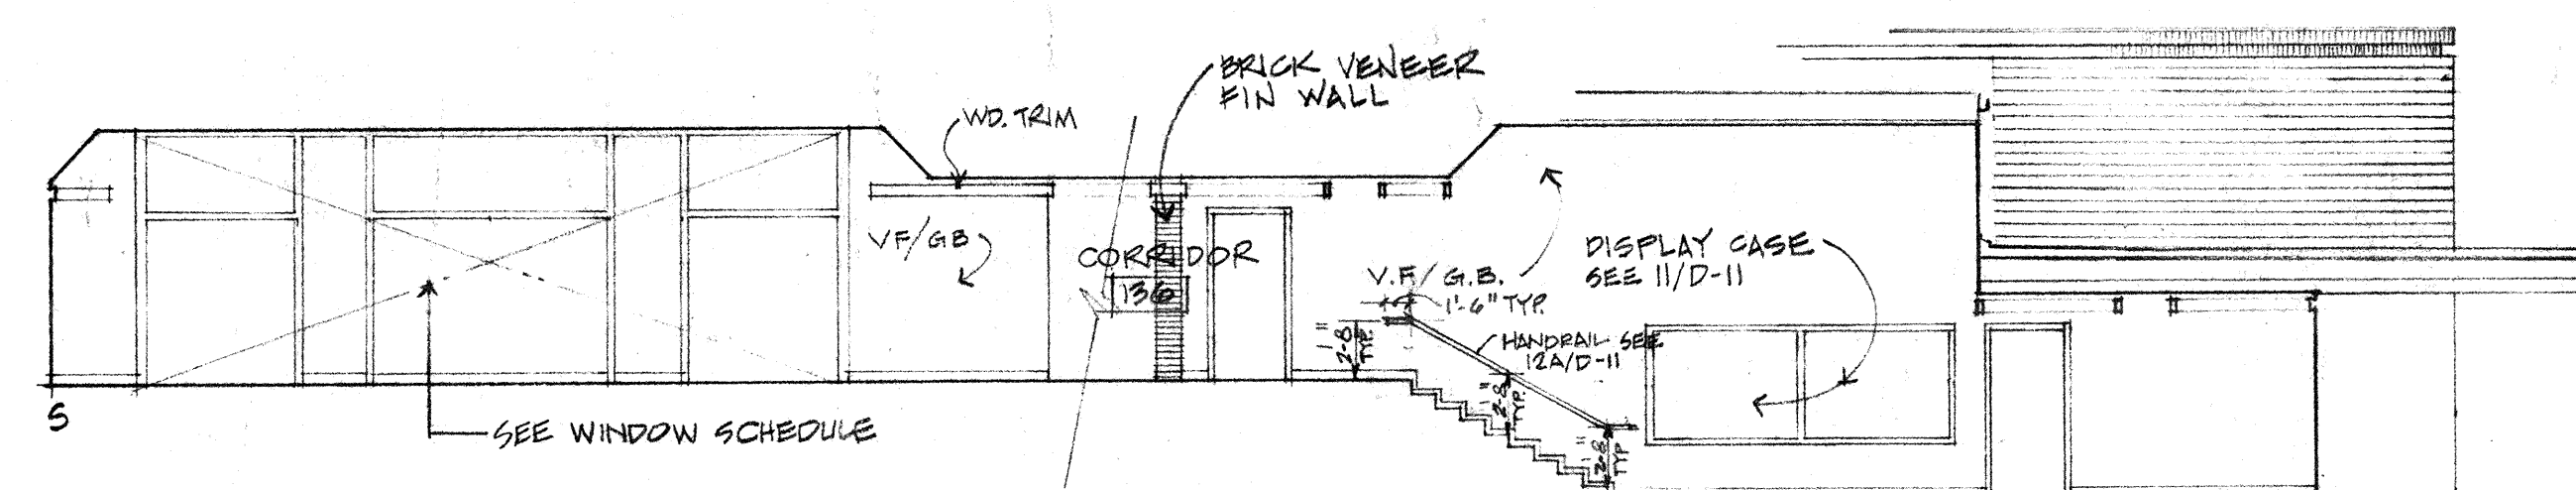 BRICK VENEER
FIN WALL
WD. TRIM
VF/GB
CORRIDOR
136
V.F./G.B.
1'-6" TYP.
DISPLAY CASE
SEE 11/D-11
HANDRAIL SEE
12A/D-11
2'-8"
TYP.
2'-8"
TYP.
2'-8"
TYP
S
SEE WINDOW SCHEDULE